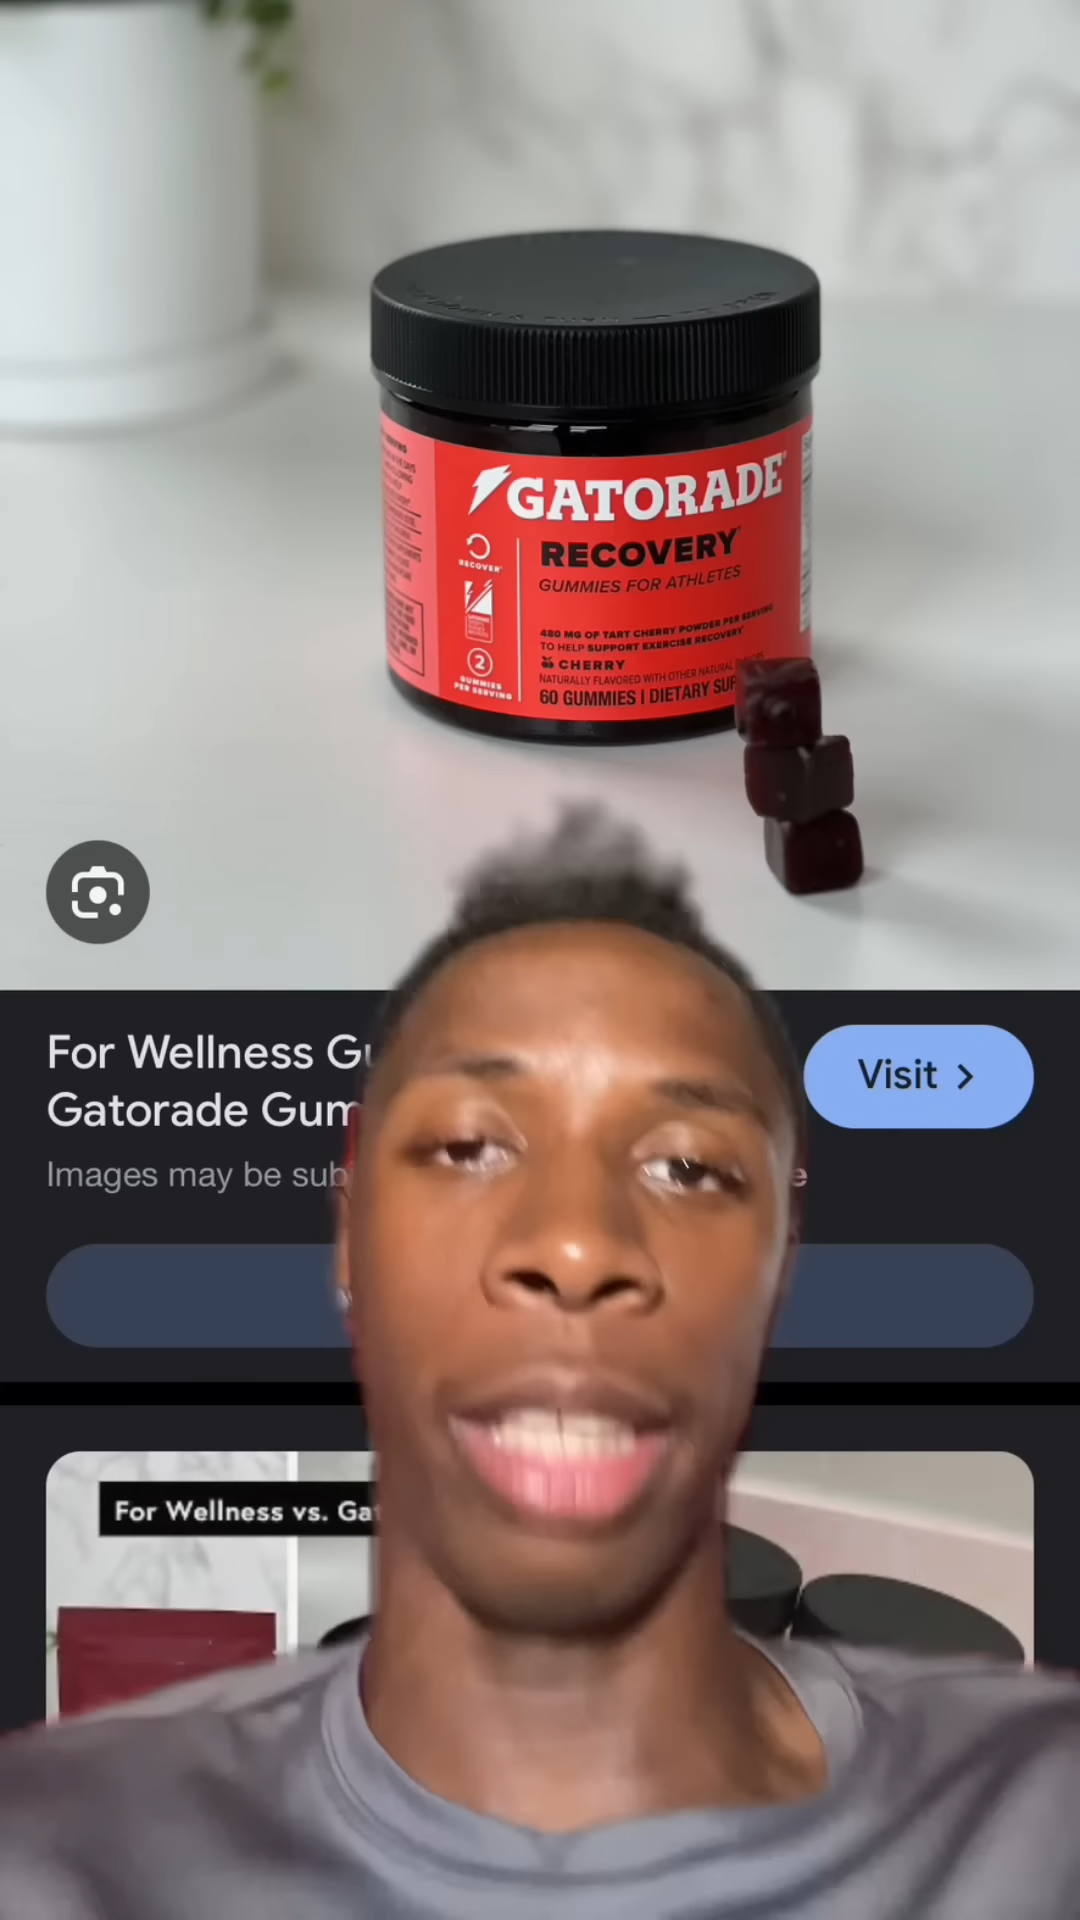 GATORADE
RECOVERY
GUMMIES FOR ATHLETES
RECOVER
480 MG OF TART CHERRY POWDER PER SERVING
TO HELP SUPPORT EXERCISE RECOVERY
CHERRY
NATURALLY FLAVORED WITH OTHER NATURAL
60 GUMMIES | DIETARY SUP
2
GUMMIES
PER SERVING
For Wellness Gu
Gatorade Gum
Visit >
Images may be sub
e
For Wellness vs. Gat